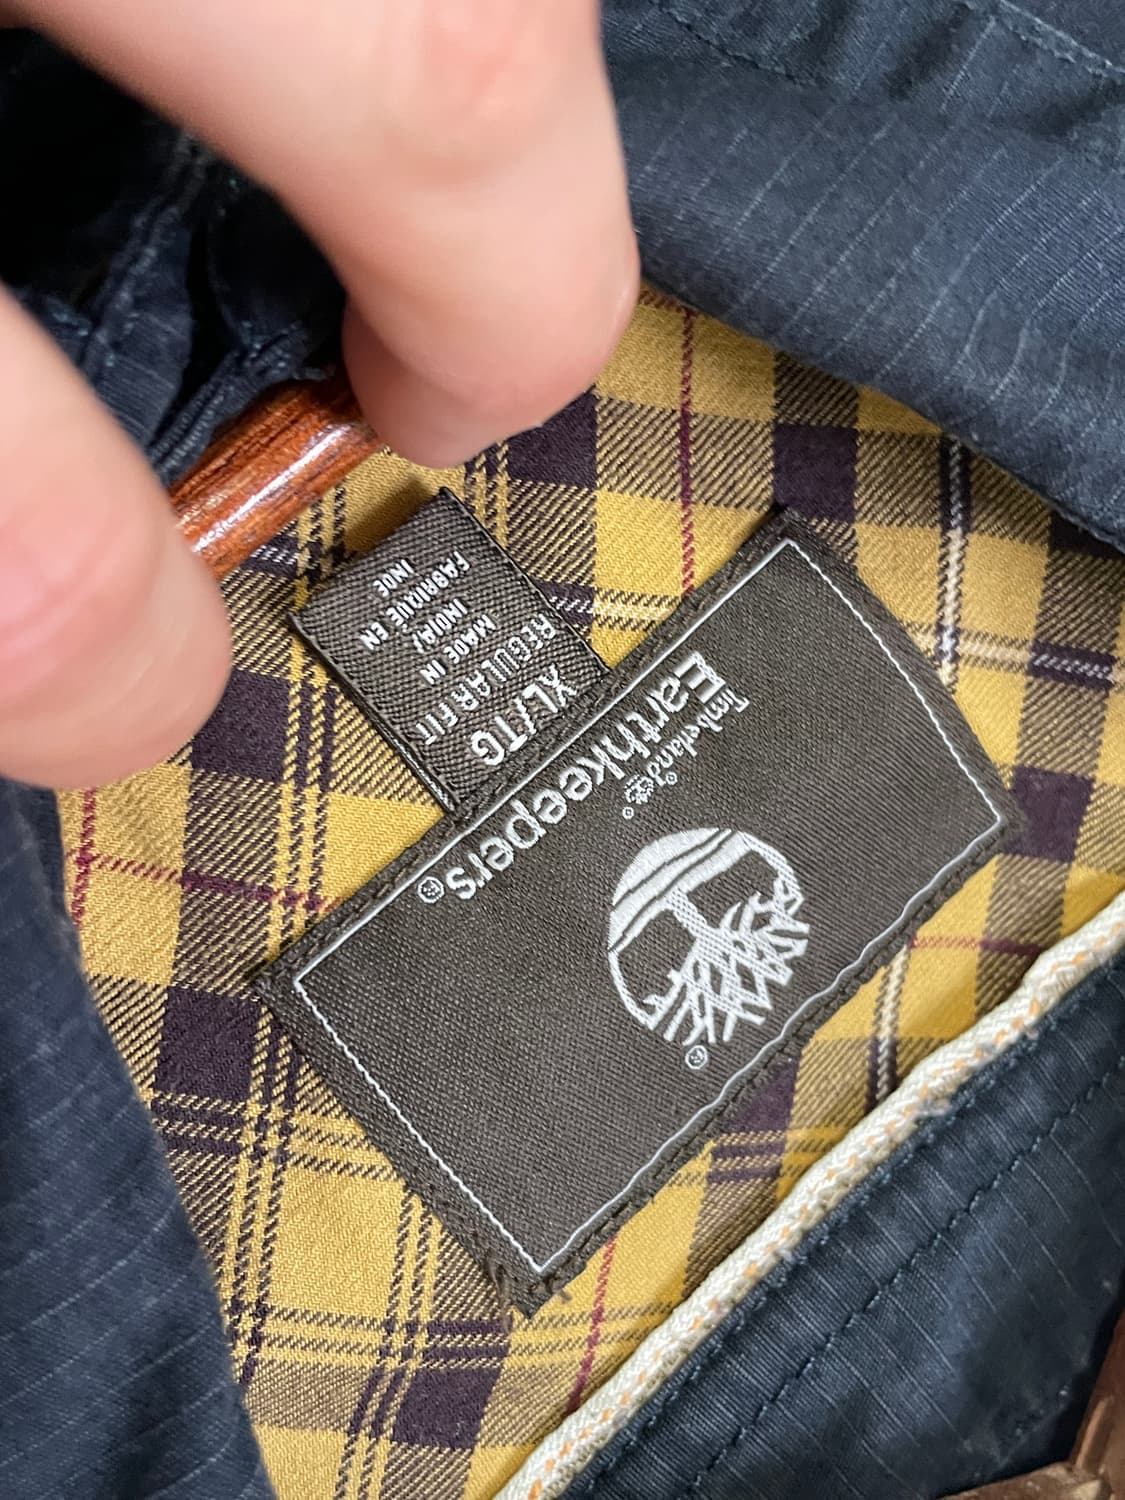 Timberland®
Earthkeepers®
®
XL/TG
REGULAR FIT
MADE IN
INDIA/
FABRIQUÉ EN
INDE